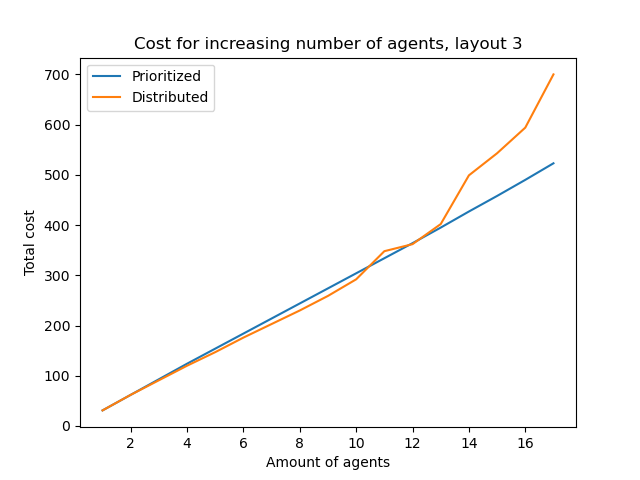 Cost for increasing number of agents, layout 3
Prioritized
Distributed
Total cost
700
600
500
400
300
200
100
0
2 4 6 8 10 12 14 16
Amount of agents